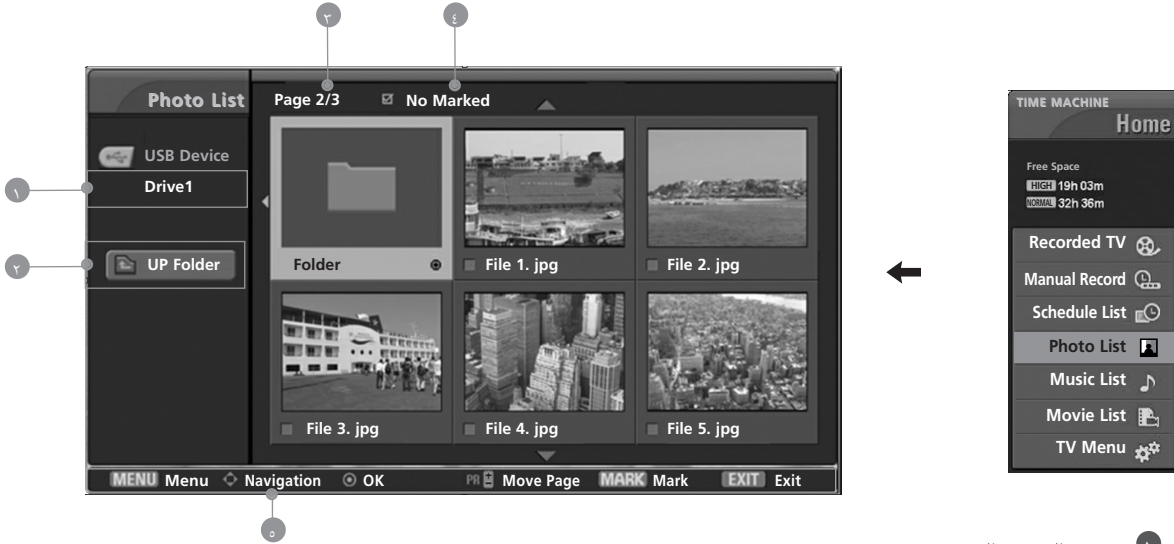 ٣
٤
Photo List
Page 2/3
No Marked
USB Device
Drive1
١
UP Folder
٢
Folder
File 1. jpg
File 2. jpg
File 3. jpg
File 4. jpg
File 5. jpg
MENU Menu Navigation OK PR Move Page MARK Mark EXIT Exit
٥
TIME MACHINE
Home
Free Space
HIGH 19h 03m
NORMAL 32h 36m
Recorded TV
Manual Record
Schedule List
Photo List
Music List
Movie List
TV Menu